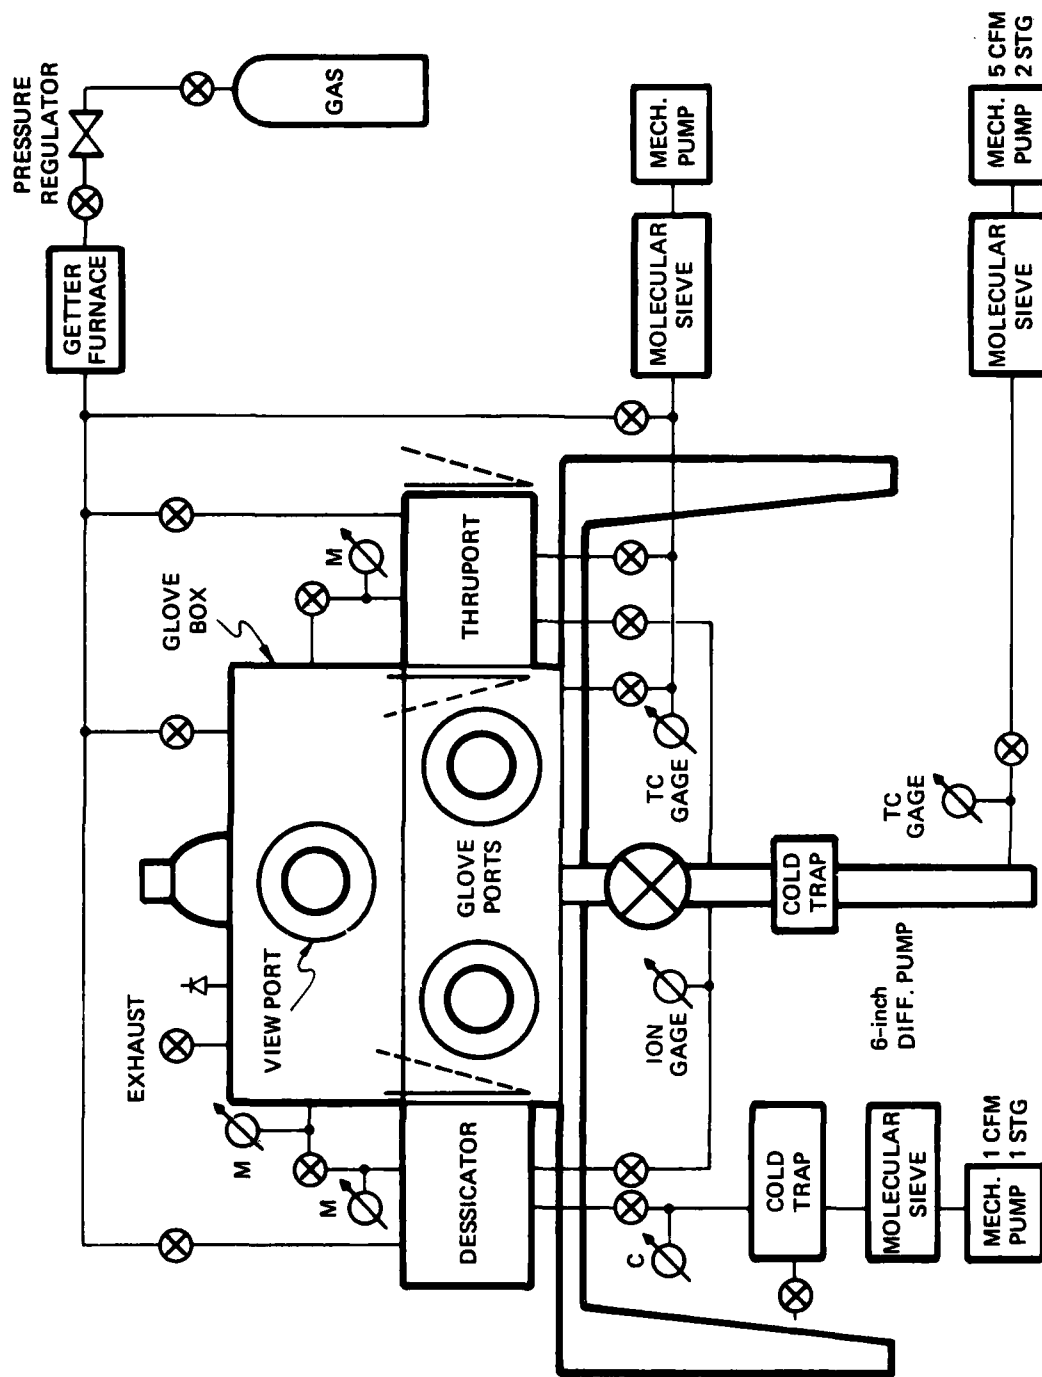 PRESSURE
REGULATOR
GAS
GETTER
FURNACE
MECH.
PUMP
MOLECULAR
SIEVE
5 CFM
2 STG
MECH.
PUMP
MOLECULAR
SIEVE
GLOVE
BOX
M
THRUPORT
EXHAUST
VIEW PORT
GLOVE
PORTS
TC
GAGE
TC
GAGE
M
M
DESSICATOR
ION
GAGE
COLD
TRAP
6-inch
DIFF. PUMP
C
COLD
TRAP
MOLECULAR
SIEVE
MECH.
PUMP
1 CFM
1 STG